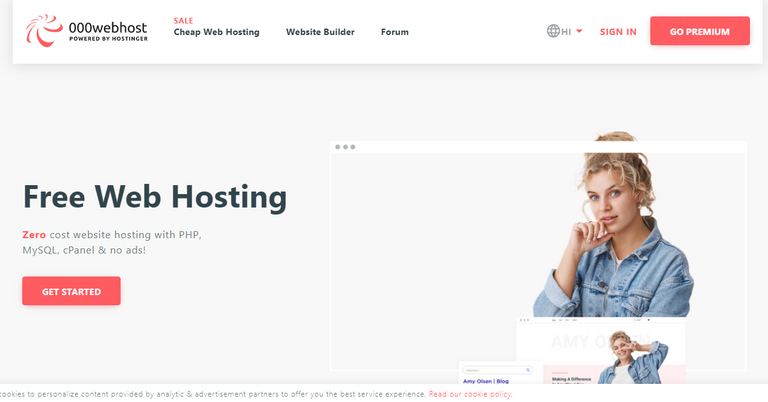 SALE
000webhost
POWERED BY HOSTINGER
Cheap Web Hosting
Website Builder
Forum
HI
SIGN IN
GO PREMIUM
Free Web Hosting
Zero cost website hosting with PHP,
MySQL, cPanel & no ads!
GET STARTED
AMY OLSEN
Amy Olsen | Blog
Making A Difference
cookies to personalize content provided by analytic & advertisement partners to offer you the best service experience. Read our cookie policy.